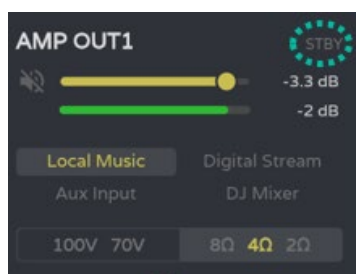 AMP OUT1 STBY
-3.3 dB
-2 dB
Local Music Digital Stream
Aux Input DJ Mixer
100V 70V 8Ω 4Ω 2Ω